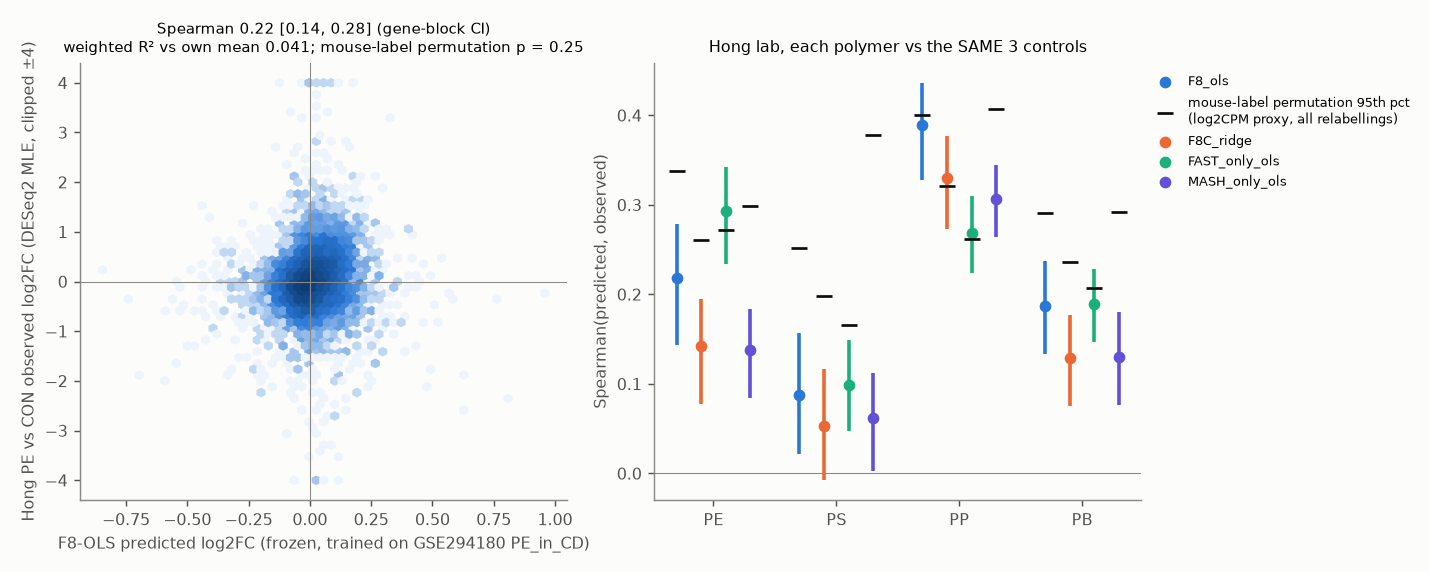 Spearman 0.22 [0.14, 0.28] (gene-block CI)
weighted R² vs own mean 0.041; mouse-label permutation p = 0.25
Hong PE vs CON observed log2FC (DESeq2 MLE, clipped ±4)
4
3
2
1
0
−1
−2
−3
−4
−0.75
−0.50
−0.25
0.00
0.25
0.50
0.75
1.00
F8-OLS predicted log2FC (frozen, trained on GSE294180 PE_in_CD)
Hong lab, each polymer vs the SAME 3 controls
Spearman(predicted, observed)
0.4
0.3
0.2
0.1
0.0
PE
PS
PP
PB
F8_ols
mouse-label permutation 95th pct
(log2CPM proxy, all relabellings)
F8C_ridge
FAST_only_ols
MASH_only_ols